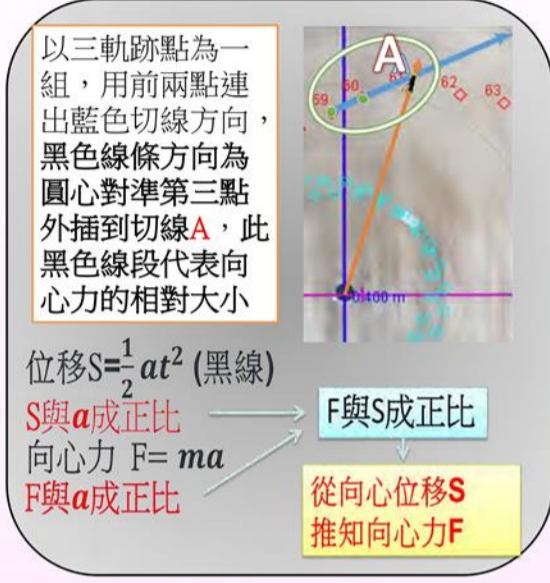 以三軌跡點為一
組，用前兩點連
出藍色切線方向，
黑色線條方向為
圓心對準第三點
外插到切線A，此
黑色線段代表向
心力的相對大小
A
59
60
61
62
63
0.400 m
位移S=½at² (黑線)
S與a成正比
向心力 F= ma
F與a成正比
F與S成正比
從向心位移S
推知向心力F